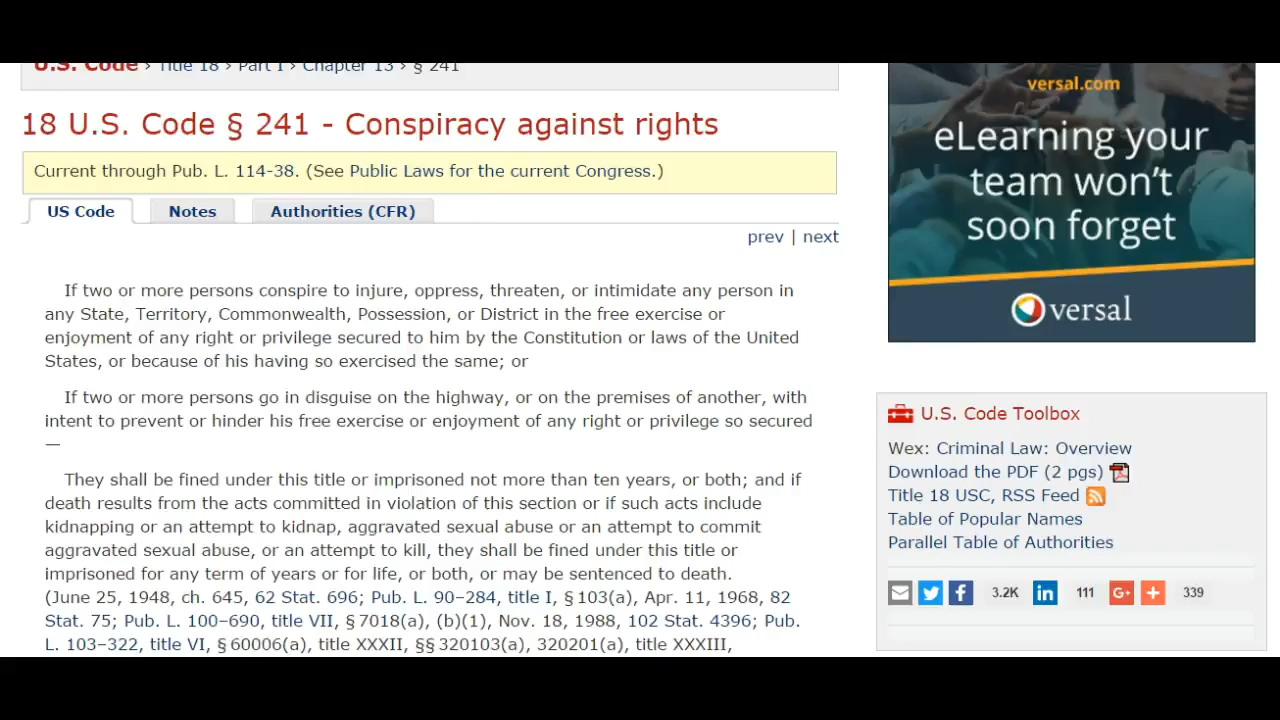 U.S. Code > Title 18 > Part I > Chapter 13 > § 241
18 U.S. Code § 241 - Conspiracy against rights
Current through Pub. L. 114-38. (See Public Laws for the current Congress.)
US Code Notes Authorities (CFR)
prev | next
If two or more persons conspire to injure, oppress, threaten, or intimidate any person in
any State, Territory, Commonwealth, Possession, or District in the free exercise or
enjoyment of any right or privilege secured to him by the Constitution or laws of the United
States, or because of his having so exercised the same; or
If two or more persons go in disguise on the highway, or on the premises of another, with
intent to prevent or hinder his free exercise or enjoyment of any right or privilege so secured
—
They shall be fined under this title or imprisoned not more than ten years, or both; and if
death results from the acts committed in violation of this section or if such acts include
kidnapping or an attempt to kidnap, aggravated sexual abuse or an attempt to commit
aggravated sexual abuse, or an attempt to kill, they shall be fined under this title or
imprisoned for any term of years or for life, or both, or may be sentenced to death.
(June 25, 1948, ch. 645, 62 Stat. 696; Pub. L. 90–284, title I, § 103(a), Apr. 11, 1968, 82
Stat. 75; Pub. L. 100–690, title VII, § 7018(a), (b)(1), Nov. 18, 1988, 102 Stat. 4396; Pub.
L. 103–322, title VI, § 60006(a), title XXXII, §§ 320103(a), 320201(a), title XXXIII,
versal.com
eLearning your
team won't
soon forget
versal
U.S. Code Toolbox
Wex: Criminal Law: Overview
Download the PDF (2 pgs)
Title 18 USC, RSS Feed
Table of Popular Names
Parallel Table of Authorities
3.2K in 111 G+ 339